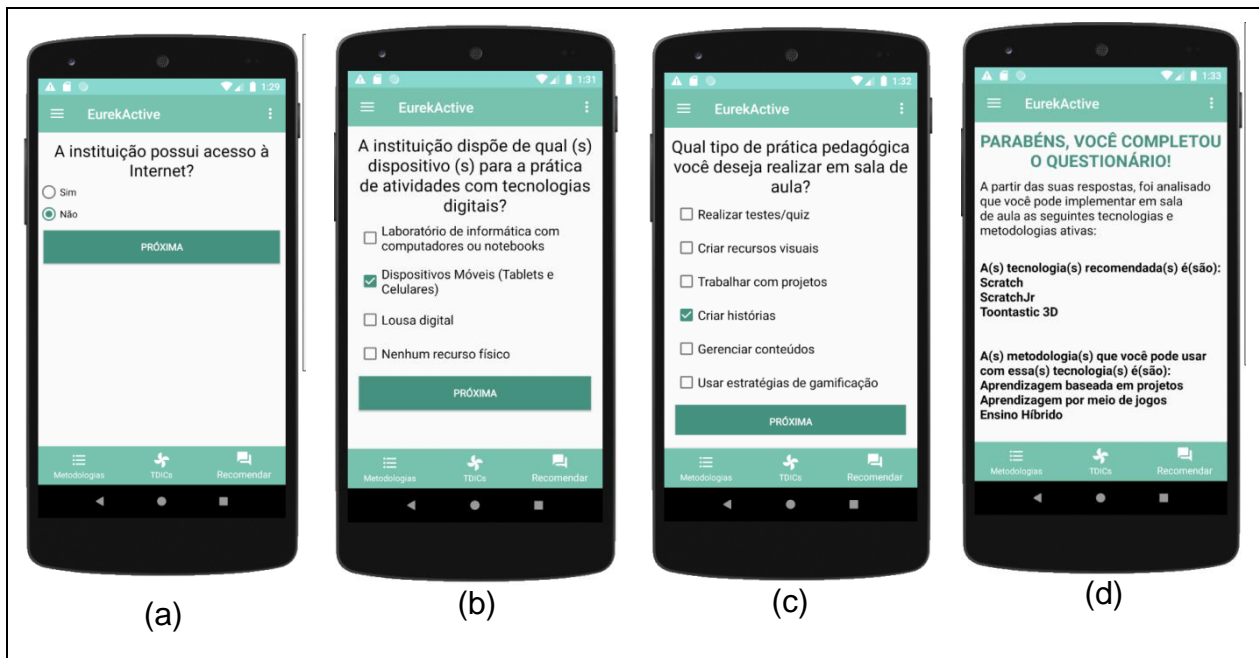 1:29
EurekActive
A instituição possui acesso à
Internet?
Sim
Não
PRÓXIMA
Metodologias
TDICs
Recomendar
(a)
1:31
EurekActive
A instituição dispõe de qual (s)
dispositivo (s) para a prática
de atividades com tecnologias
digitais?
Laboratório de informática com
computadores ou notebooks
Dispositivos Móveis (Tablets e
Celulares)
Lousa digital
Nenhum recurso físico
PRÓXIMA
Metodologias
TDICs
Recomendar
(b)
1:32
EurekActive
Qual tipo de prática pedagógica
você deseja realizar em sala de
aula?
Realizar testes/quiz
Criar recursos visuais
Trabalhar com projetos
Criar histórias
Gerenciar conteúdos
Usar estratégias de gamificação
PRÓXIMA
Metodologias
TDICs
Recomendar
(c)
1:33
EurekActive
PARABÉNS, VOCÊ COMPLETOU
O QUESTIONÁRIO!
A partir das suas respostas, foi analisado
que você pode implementar em sala
de aula as seguintes tecnologias e
metodologias ativas:
A(s) tecnologia(s) recomendada(s) é(são):
Scratch
ScratchJr
Toontastic 3D
A(s) metodologia(s) que você pode usar
com essa(s) tecnologia(s) é(são):
Aprendizagem baseada em projetos
Aprendizagem por meio de jogos
Ensino Híbrido
Metodologias
TDICs
Recomendar
(d)